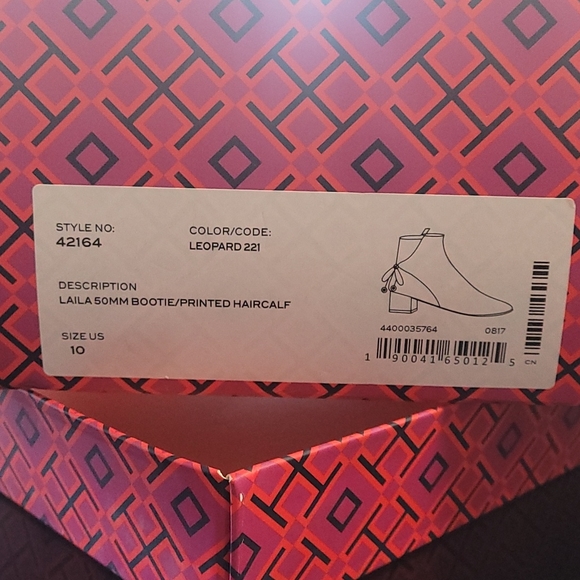 STYLE NO:
42164
COLOR/CODE:
LEOPARD 221
DESCRIPTION
LAILA 50MM BOOTIE/PRINTED HAIRCALF
SIZE US
10
4400035764 0817
1 90041 65012 5
CN